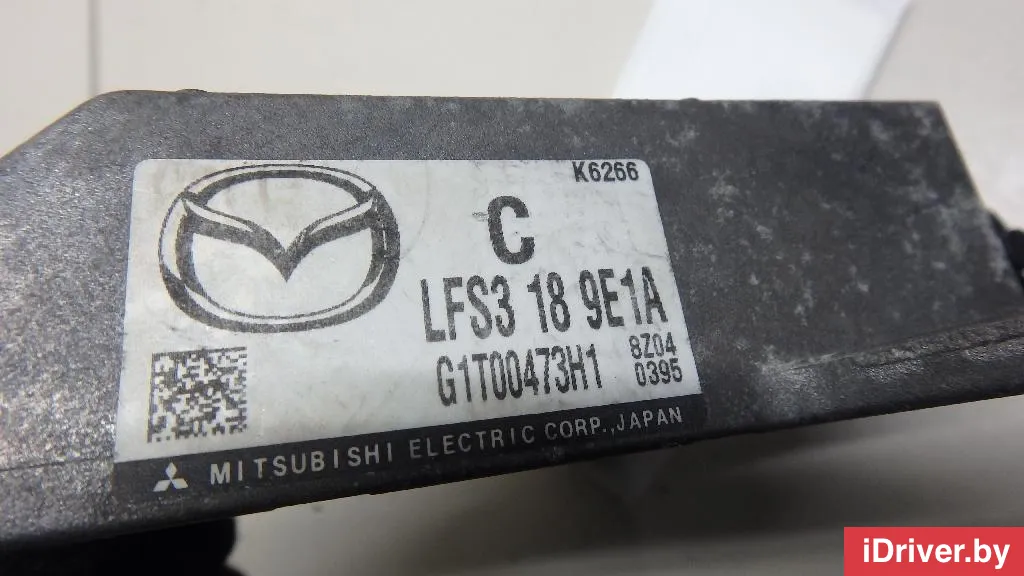 K6266
C
LFS3 18 9E1A
G1T00473H1
8Z04
0395
MITSUBISHI ELECTRIC CORP., JAPAN
iDriver.by